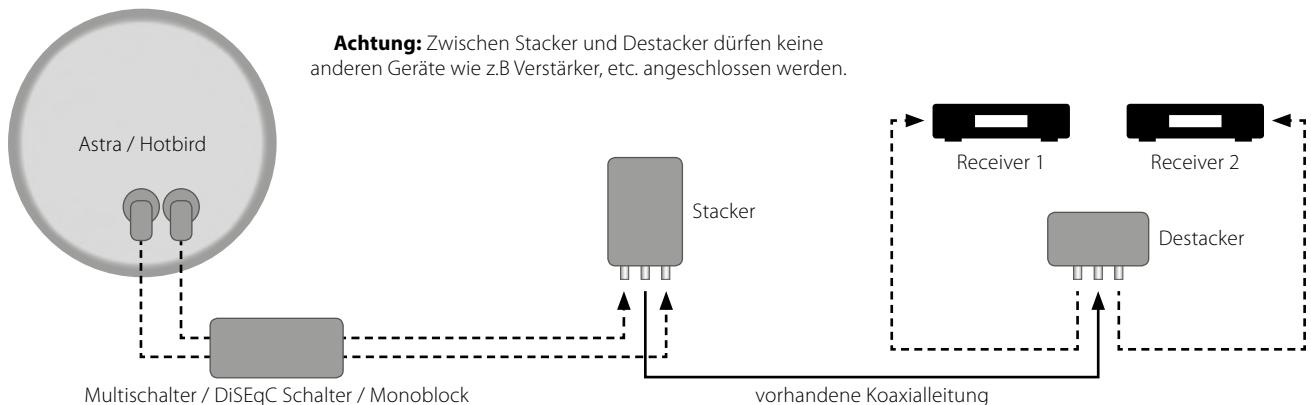 Achtung: Zwischen Stacker und Destacker dürfen keine
anderen Geräte wie z.B Verstärker, etc. angeschlossen werden.
Astra / Hotbird
Receiver 1
Receiver 2
Stacker
Destacker
Multischalter / DiSEqC Schalter / Monoblock
vorhandene Koaxialleitung